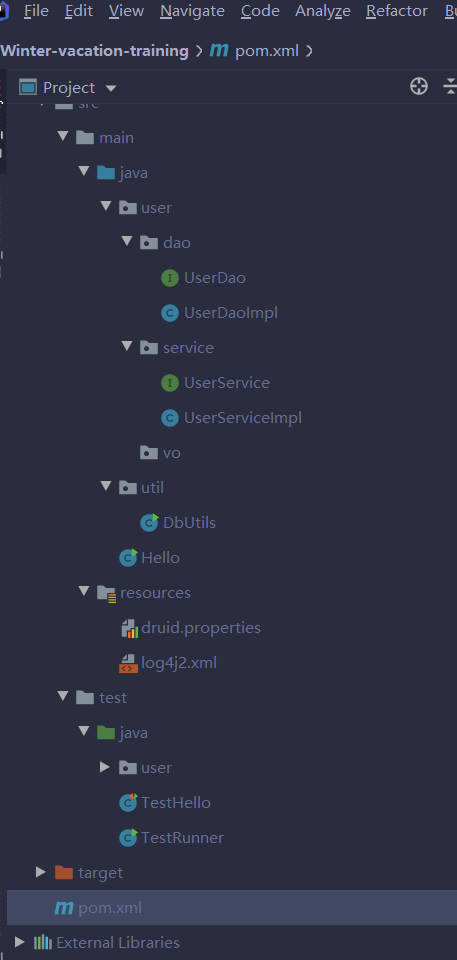 File Edit View Navigate Code Analyze Refactor
Winter-vacation-training pom.xml
Project
src
main
java
user
dao
UserDao
UserDaoImpl
service
UserService
UserServiceImpl
vo
util
DbUtils
Hello
resources
druid.properties
log4j2.xml
test
java
user
TestHello
TestRunner
target
pom.xml
External Libraries